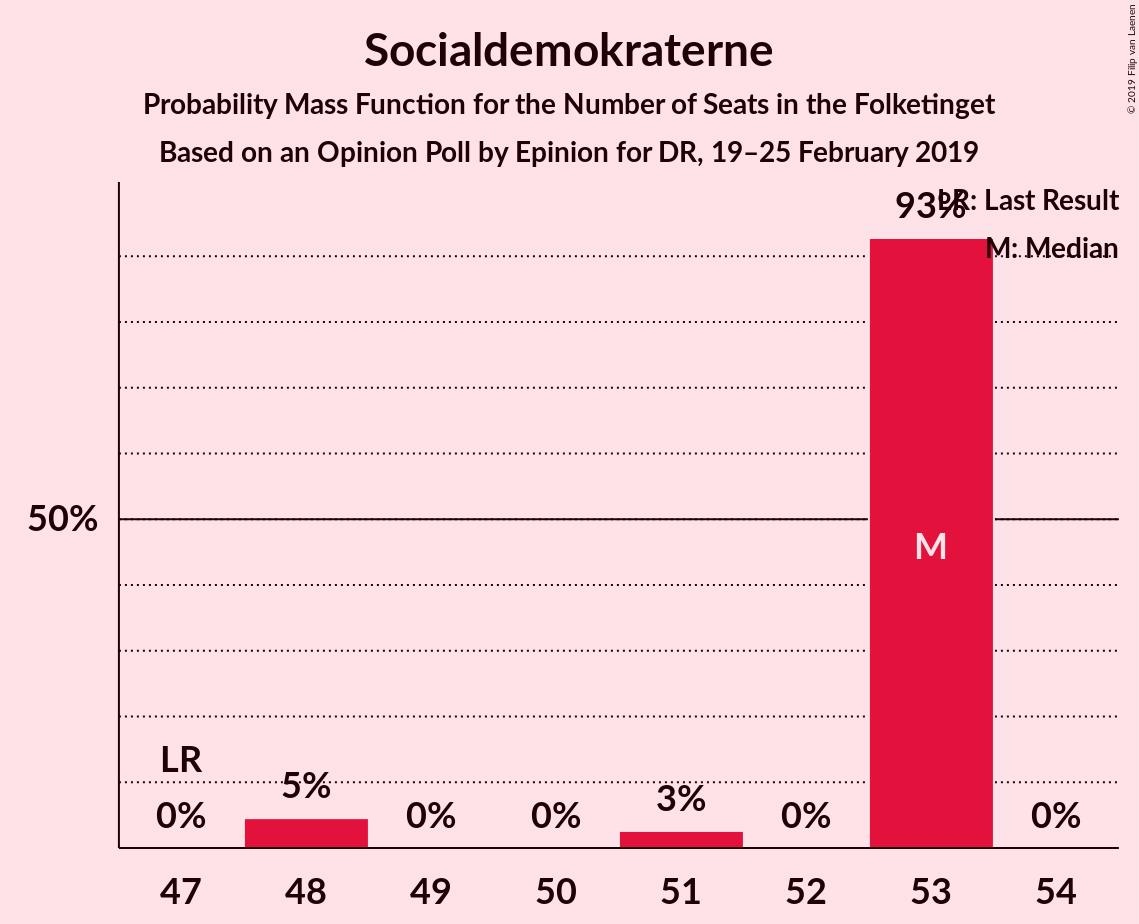 Socialdemokraterne
Probability Mass Function for the Number of Seats in the Folketinget
Based on an Opinion Poll by Epinion for DR, 19–25 February 2019
© 2019 Filip van Laenen
LR: Last Result
M: Median
93%
50%
M
LR
0%
5%
0%
0%
3%
0%
0%
47 48 49 50 51 52 53 54